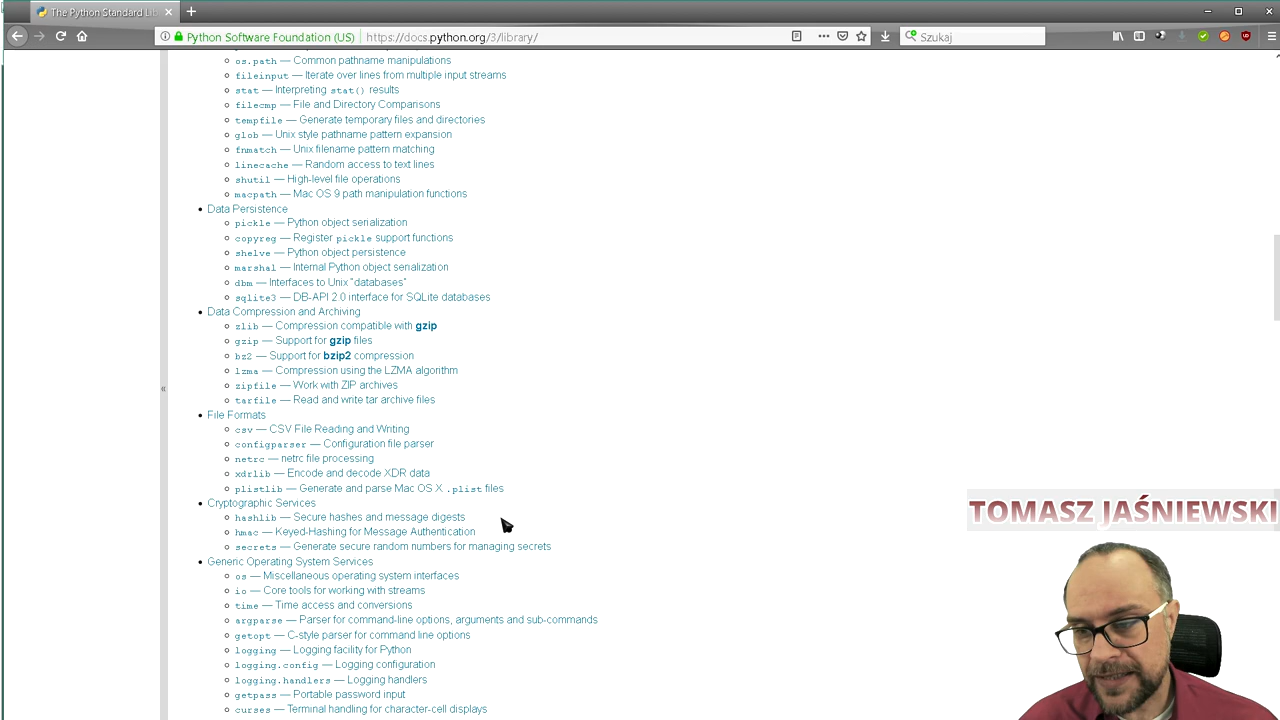 The Python Standard Lib
Python Software Foundation (US)
https://docs.python.org/3/library/
Szukaj
os.path — Common pathname manipulations
fileinput — Iterate over lines from multiple input streams
stat — Interpreting stat() results
filecmp — File and Directory Comparisons
tempfile — Generate temporary files and directories
glob — Unix style pathname pattern expansion
fnmatch — Unix filename pattern matching
linecache — Random access to text lines
shutil — High-level file operations
macpath — Mac OS 9 path manipulation functions
Data Persistence
pickle — Python object serialization
copyreg — Register pickle support functions
shelve — Python object persistence
marshal — Internal Python object serialization
dbm — Interfaces to Unix "databases"
sqlite3 — DB-API 2.0 interface for SQLite databases
Data Compression and Archiving
zlib — Compression compatible with gzip
gzip — Support for gzip files
bz2 — Support for bzip2 compression
lzma — Compression using the LZMA algorithm
zipfile — Work with ZIP archives
tarfile — Read and write tar archive files
«
File Formats
csv — CSV File Reading and Writing
configparser — Configuration file parser
netrc — netrc file processing
xdrlib — Encode and decode XDR data
plistlib — Generate and parse Mac OS X .plist files
Cryptographic Services
hashlib — Secure hashes and message digests
hmac — Keyed-Hashing for Message Authentication
secrets — Generate secure random numbers for managing secrets
TOMASZ JAŚNIEWSKI
Generic Operating System Services
os — Miscellaneous operating system interfaces
io — Core tools for working with streams
time — Time access and conversions
argparse — Parser for command-line options, arguments and sub-commands
getopt — C-style parser for command line options
logging — Logging facility for Python
logging.config — Logging configuration
logging.handlers — Logging handlers
getpass — Portable password input
curses — Terminal handling for character-cell displays